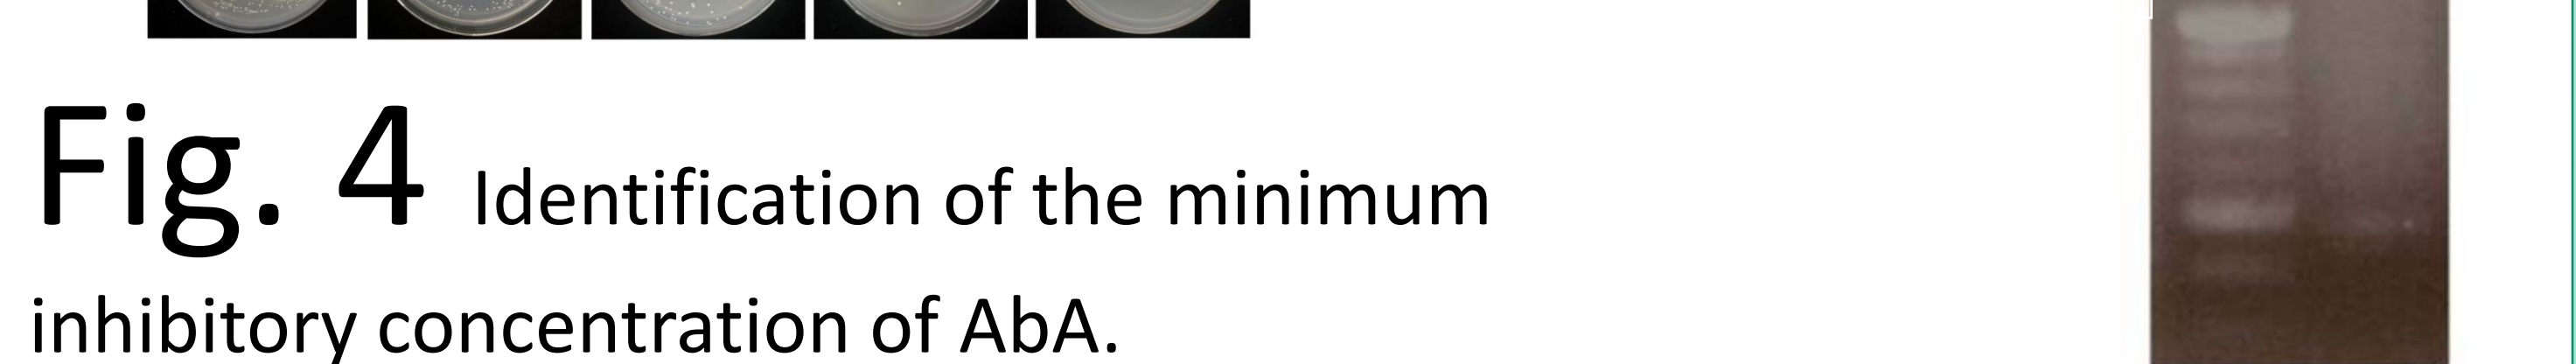 Fig. 4 Identification of the minimum
inhibitory concentration of AbA.